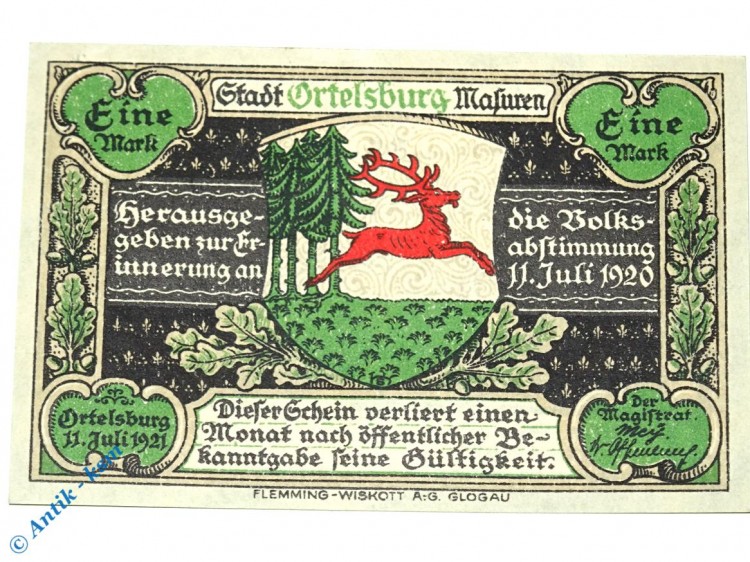 Stadt Ortelsburg Masuren
Eine
Mark
Eine
Mark
Herausge-
geben zur Er-
innerung an
die Volks-
abstimmung
11. Juli 1920
Ortelsburg
11. Juli 1921
Dieser Schein verliert einen
Monat nach öffentlicher Be-
kanntgabe seine Gültigkeit.
Der
Magistrat.
FLEMMING-WISKOTT A.-G. GLOGAU
© Antik - kem